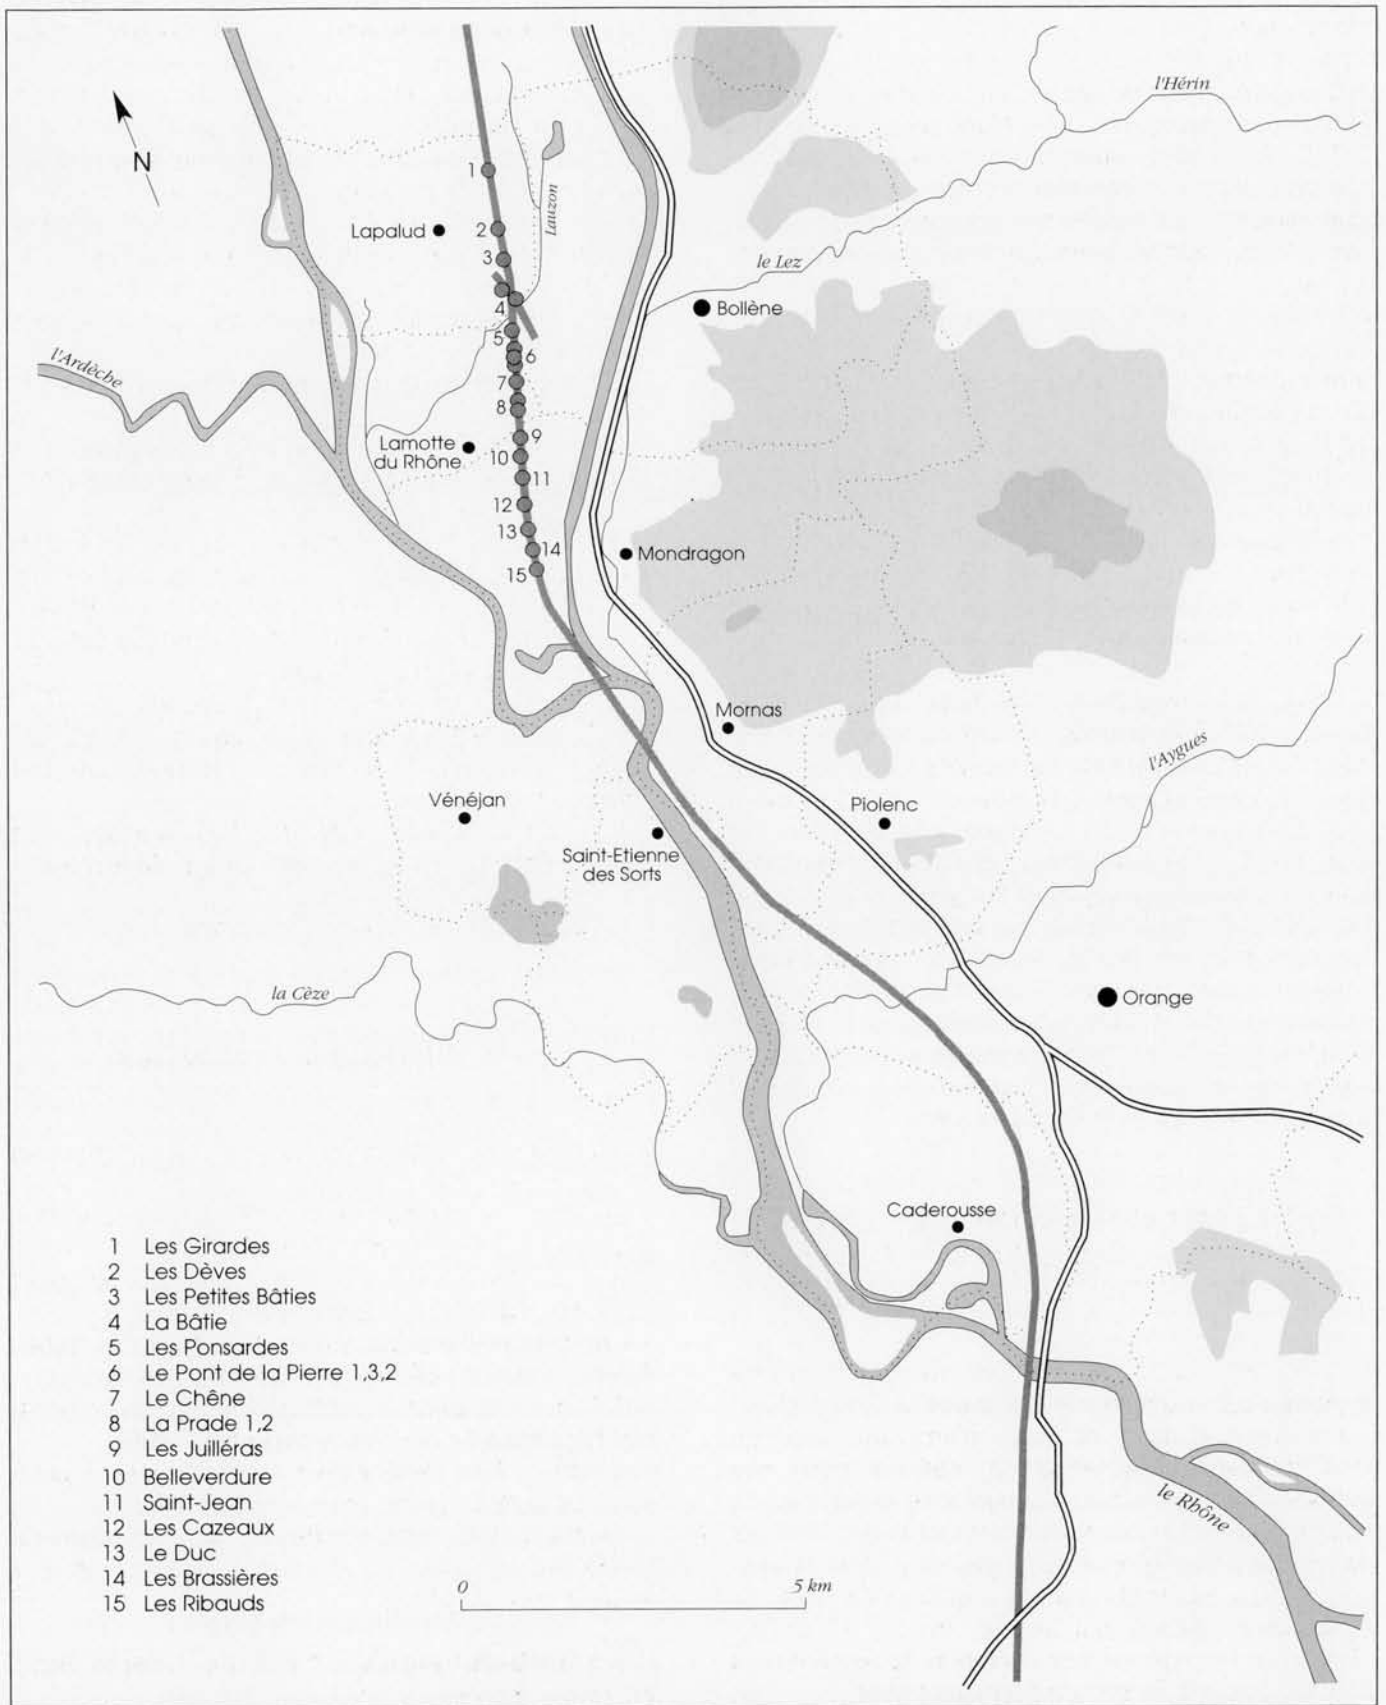 l'Hérin
N
1
Lauzon
Lapalud
2
3
le Lez
4
Bollène
5
6
l'Ardèche
7
8
Lamotte
du Rhône
9
10
11
12
13
14
Mondragon
15
Mornas
l'Aygues
Vénéjan
Piolenc
Saint-Etienne
des Sorts
la Cèze
Orange
Caderousse
1 Les Girardes
2 Les Dèves
3 Les Petites Bâties
4 La Bâtie
5 Les Ponsardes
6 Le Pont de la Pierre 1,3,2
7 Le Chêne
8 La Prade 1,2
9 Les Juilléras
10 Belleverdure
11 Saint-Jean
12 Les Cazeaux
13 Le Duc
14 Les Brassières
15 Les Ribauds
le Rhône
0 5 km